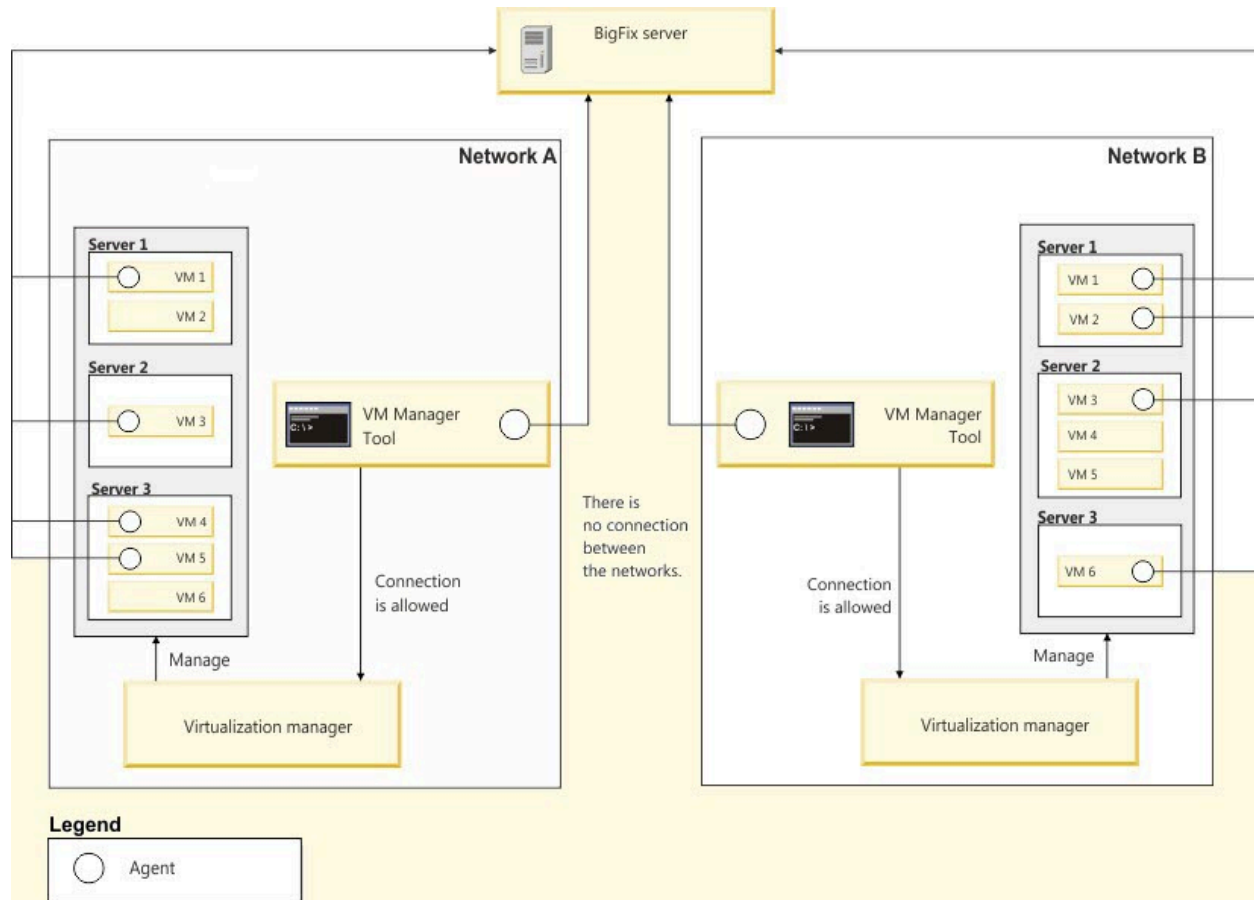 BigFix server
Network A
Server 1
VM 1
VM 2
Server 2
VM 3
Server 3
VM 4
VM 5
VM 6
C:\>
VM Manager
Tool
Connection
is allowed
Manage
Virtualization manager
There is
no connection
between
the networks.
Network B
C:\>
VM Manager
Tool
Server 1
VM 1
VM 2
Server 2
VM 3
VM 4
VM 5
Server 3
VM 6
Connection
is allowed
Manage
Virtualization manager
Legend
Agent